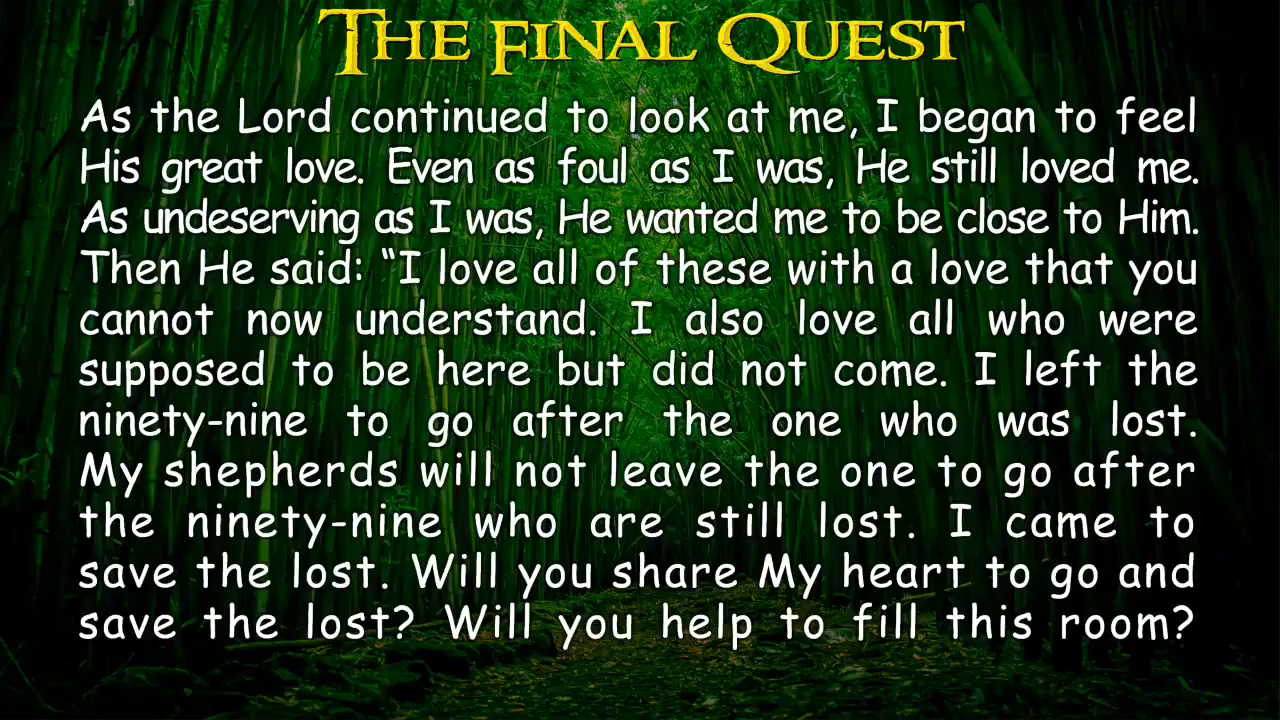 THE FINAL QUEST
As the Lord continued to look at me, I began to feel
His great love. Even as foul as I was, He still loved me.
As undeserving as I was, He wanted me to be close to Him.
Then He said: “I love all of these with a love that you
cannot now understand. I also love all who were
supposed to be here but did not come. I left the
ninety-nine to go after the one who was lost.
My shepherds will not leave the one to go after
the ninety-nine who are still lost. I came to
save the lost. Will you share My heart to go and
save the lost? Will you help to fill this room?